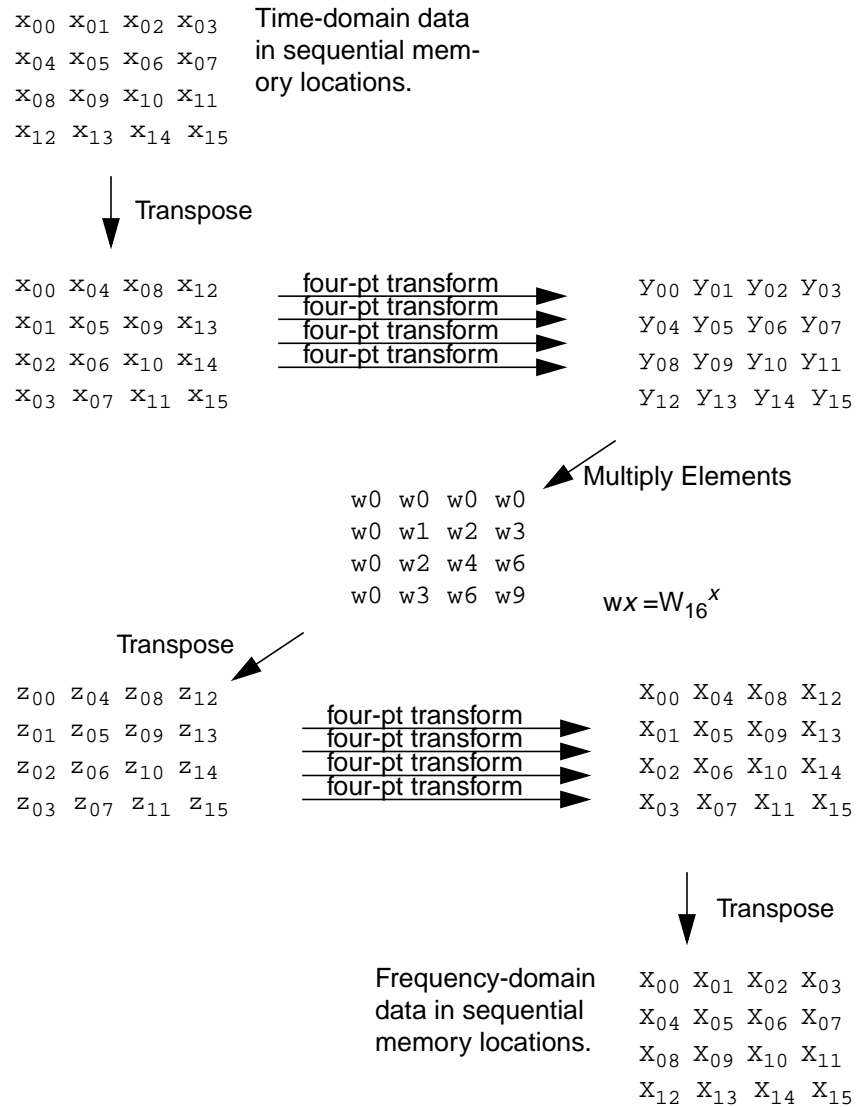 x₀₀ x₀₁ x₀₂ x₀₃
x₀₄ x₀₅ x₀₆ x₀₇
x₀₈ x₀₉ x₁₀ x₁₁
x₁₂ x₁₃ x₁₄ x₁₅
Time-domain data
in sequential mem-
ory locations.
Transpose
x₀₀ x₀₄ x₀₈ x₁₂
x₀₁ x₀₅ x₀₉ x₁₃
x₀₂ x₀₆ x₁₀ x₁₄
x₀₃ x₀₇ x₁₁ x₁₅
four-pt transform
four-pt transform
four-pt transform
four-pt transform
y₀₀ y₀₁ y₀₂ y₀₃
y₀₄ y₀₅ y₀₆ y₀₇
y₀₈ y₀₉ y₁₀ y₁₁
y₁₂ y₁₃ y₁₄ y₁₅
Multiply Elements
w0 w0 w0 w0
w0 w1 w2 w3
w0 w2 w4 w6
w0 w3 w6 w9
wx =W₁₆ˣ
Transpose
z₀₀ z₀₄ z₀₈ z₁₂
z₀₁ z₀₅ z₀₉ z₁₃
z₀₂ z₀₆ z₁₀ z₁₄
z₀₃ z₀₇ z₁₁ z₁₅
four-pt transform
four-pt transform
four-pt transform
four-pt transform
X₀₀ X₀₄ X₀₈ X₁₂
X₀₁ X₀₅ X₀₉ X₁₃
X₀₂ X₀₆ X₁₀ X₁₄
X₀₃ X₀₇ X₁₁ X₁₅
Transpose
Frequency-domain
data in sequential
memory locations.
X₀₀ X₀₁ X₀₂ X₀₃
X₀₄ X₀₅ X₀₆ X₀₇
X₀₈ X₀₉ X₁₀ X₁₁
X₁₂ X₁₃ X₁₄ X₁₅